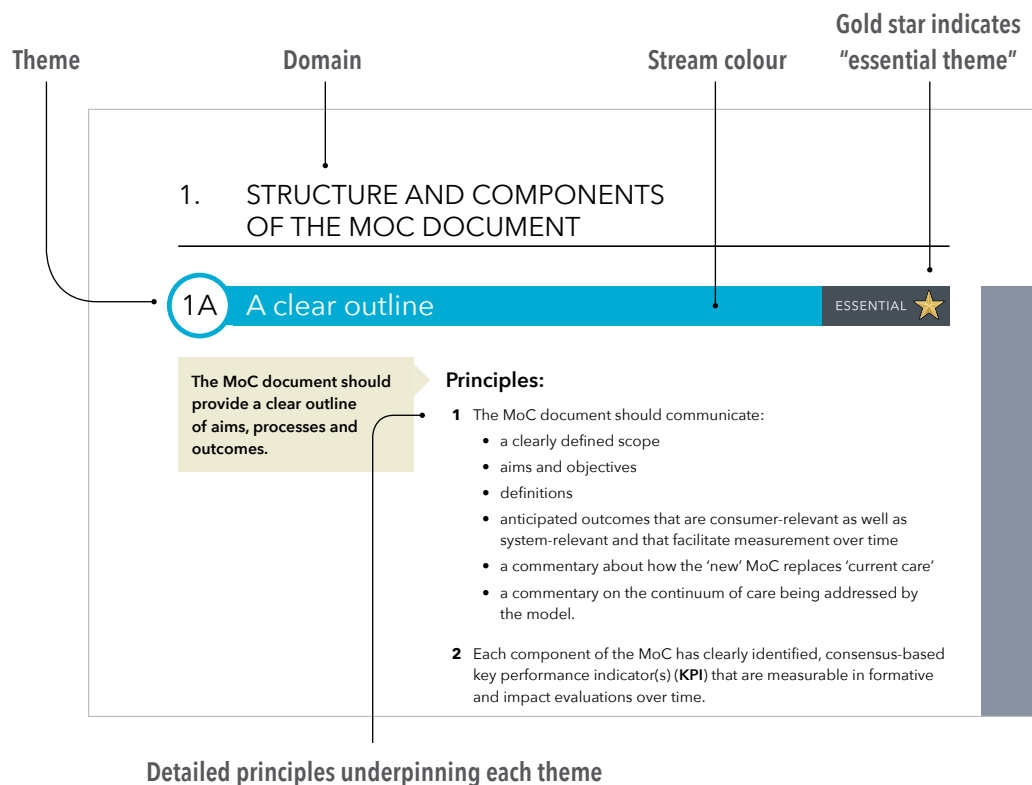 Gold star indicates
Theme
Domain
Stream colour
"essential theme"
1. STRUCTURE AND COMPONENTS
OF THE MOC DOCUMENT
1A A clear outline
ESSENTIAL
The MoC document should
provide a clear outline
of aims, processes and
outcomes.
Principles:
1 The MoC document should communicate:
• a clearly defined scope
• aims and objectives
• definitions
• anticipated outcomes that are consumer-relevant as well as
system-relevant and that facilitate measurement over time
• a commentary about how the ‘new’ MoC replaces ‘current care’
• a commentary on the continuum of care being addressed by
the model.
2 Each component of the MoC has clearly identified, consensus-based
key performance indicator(s) (KPI) that are measurable in formative
and impact evaluations over time.
Detailed principles underpinning each theme